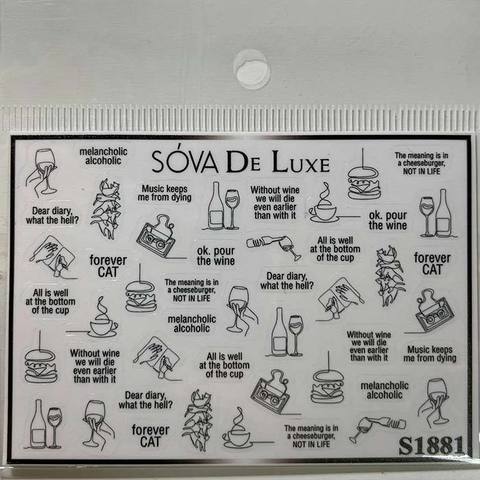 SÓVA DE LUXE
melancholic
alcoholic
The meaning is in
a cheeseburger,
NOT IN LIFE
Music keeps
me from dying
Without wine
we will die
even earlier
than with it
Dear diary,
what the hell?
ok. pour
the wine
ok. pour
the wine
All is well
at the bottom
of the cup
forever
CAT
forever
CAT
Dear diary,
what the hell?
The meaning is in
a cheeseburger,
NOT IN LIFE
All is well
at the bottom
of the cup
melancholic
alcoholic
Without wine
we will die
even earlier
than with it
Music keeps
me from dying
Without wine
we will die
even earlier
than with it
All is well
at the bottom
of the cup
melancholic
alcoholic
Dear diary,
what the hell?
forever
CAT
The meaning is in
a cheeseburger,
NOT IN LIFE
S1881